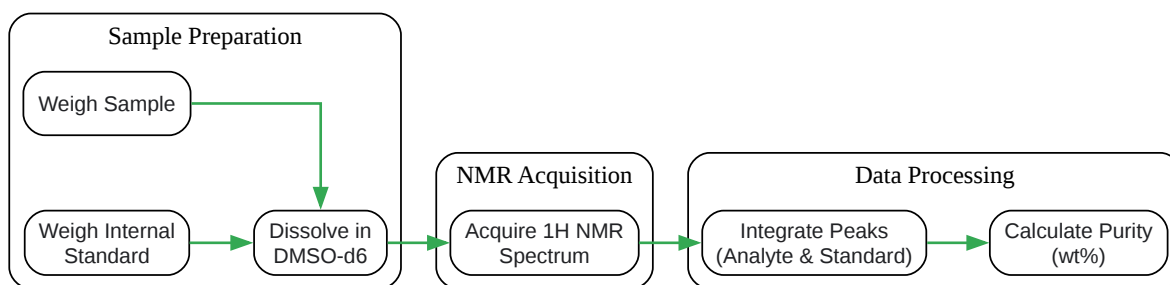 Sample Preparation
Weigh Sample
Weigh Internal
Standard
Dissolve in
DMSO-d6
NMR Acquisition
Acquire 1H NMR
Spectrum
Data Processing
Integrate Peaks
(Analyte & Standard)
Calculate Purity
(wt%)